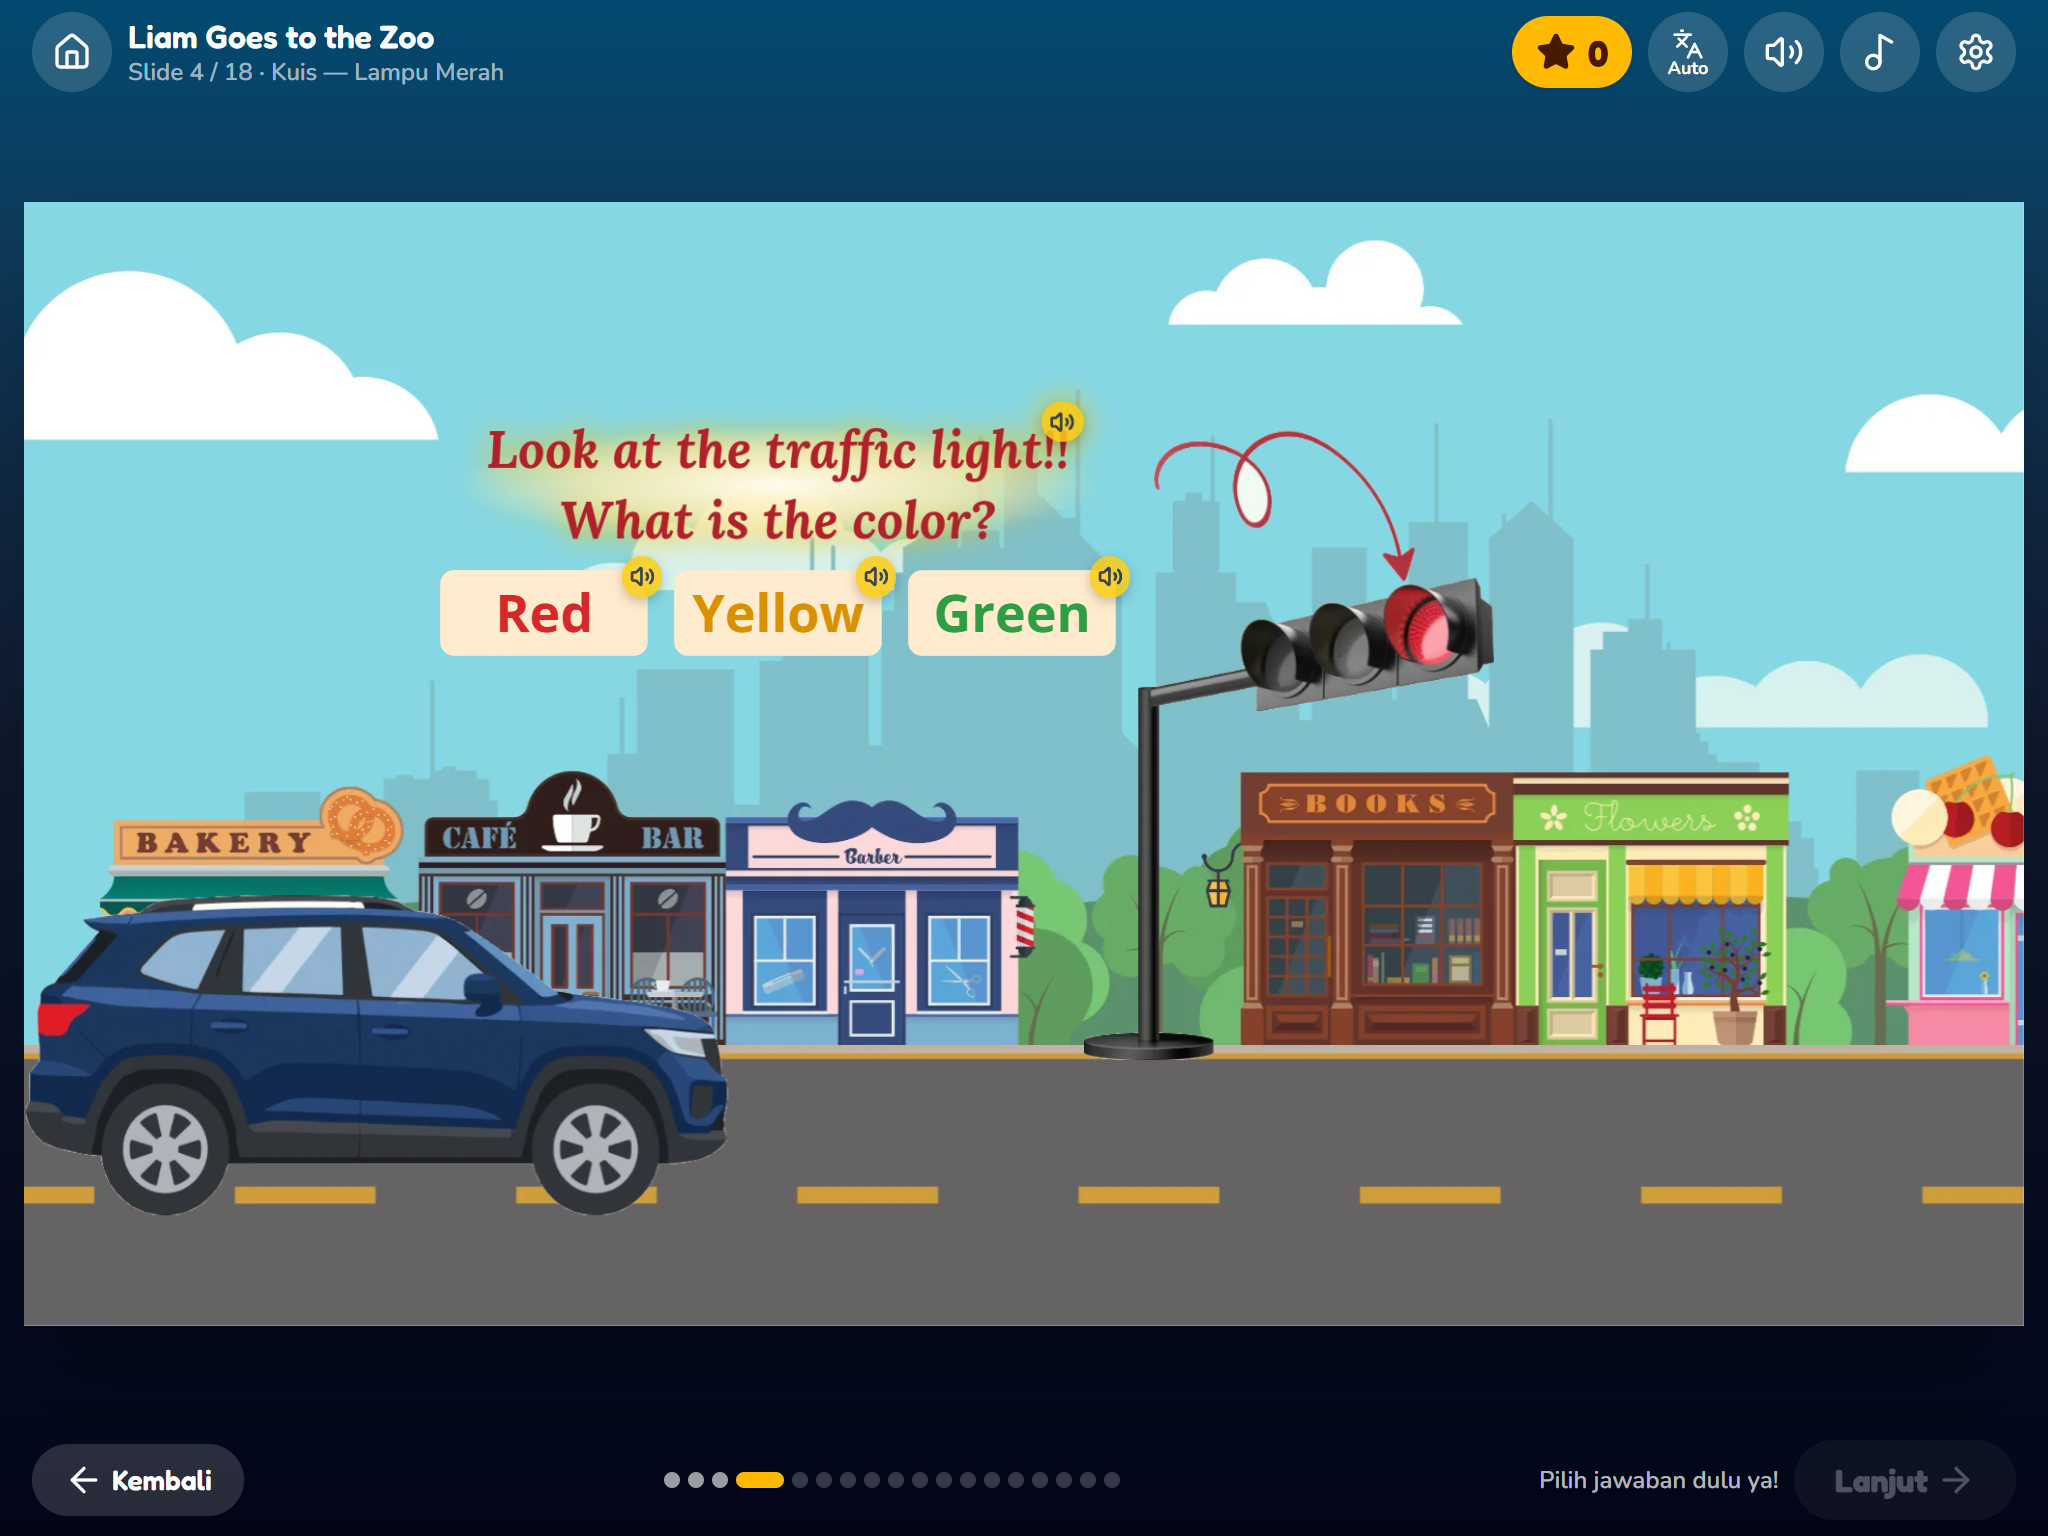 Liam Goes to the Zoo
Slide 4 / 18 · Kuis — Lampu Merah
0
Auto
Look at the traffic light!!
What is the color?
Red
Yellow
Green
BAKERY
CAFÉ BAR
Barber
BOOKS
Flowers
Kembali
Pilih jawaban dulu ya!
Lanjut